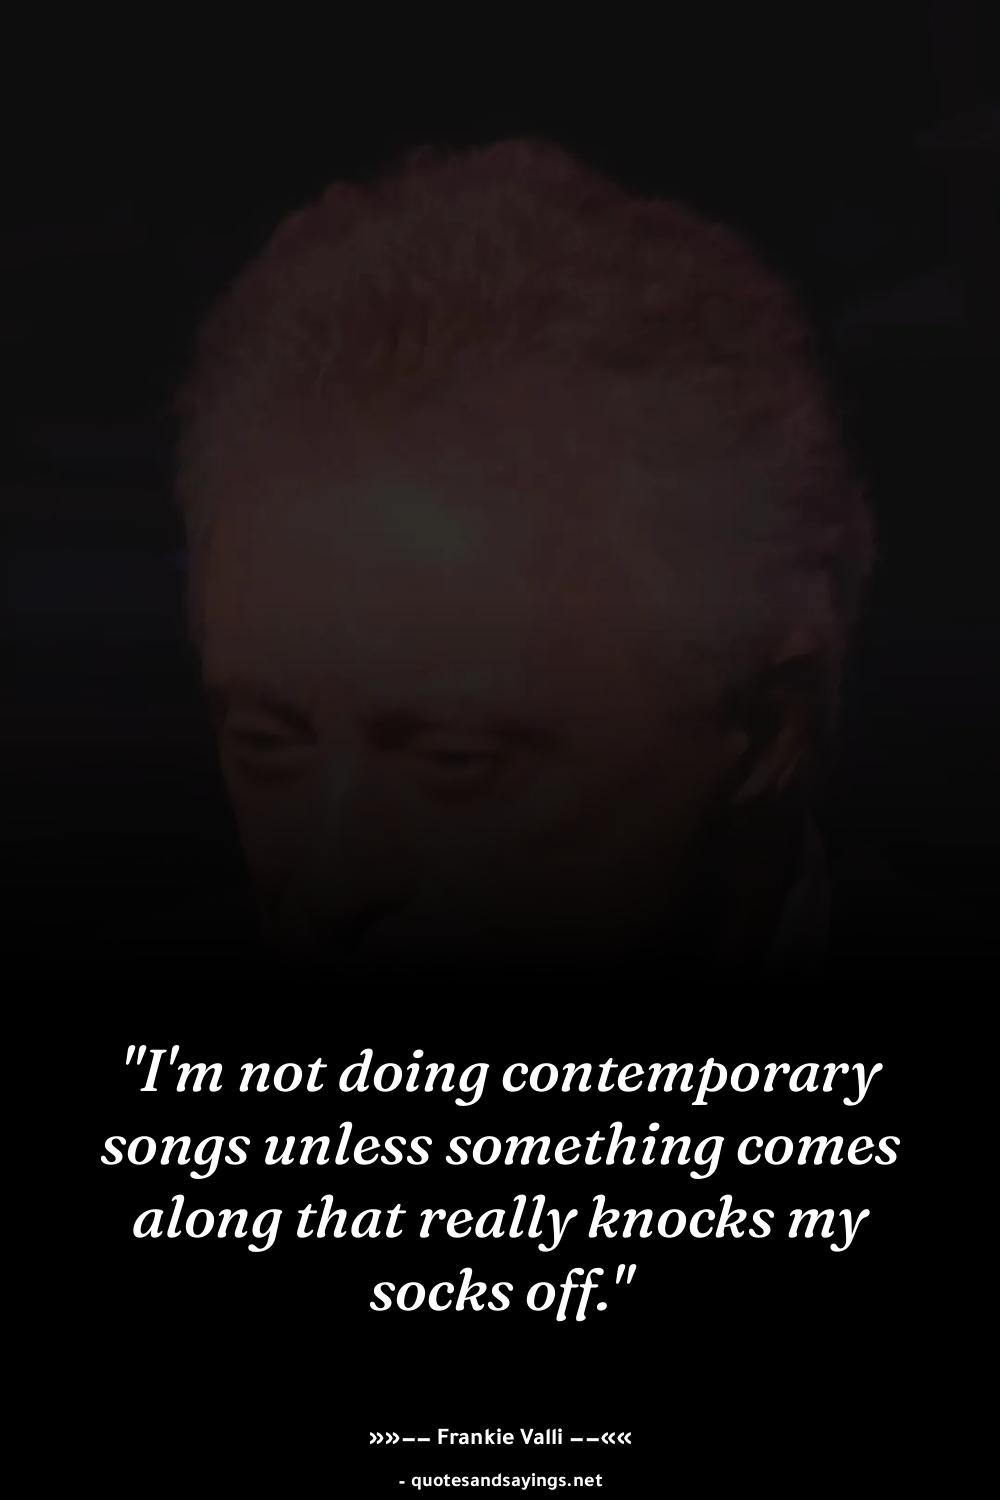 "I'm not doing contemporary
songs unless something comes
along that really knocks my
socks off."
»»–– Frankie Valli ––««
- quotesandsayings.net